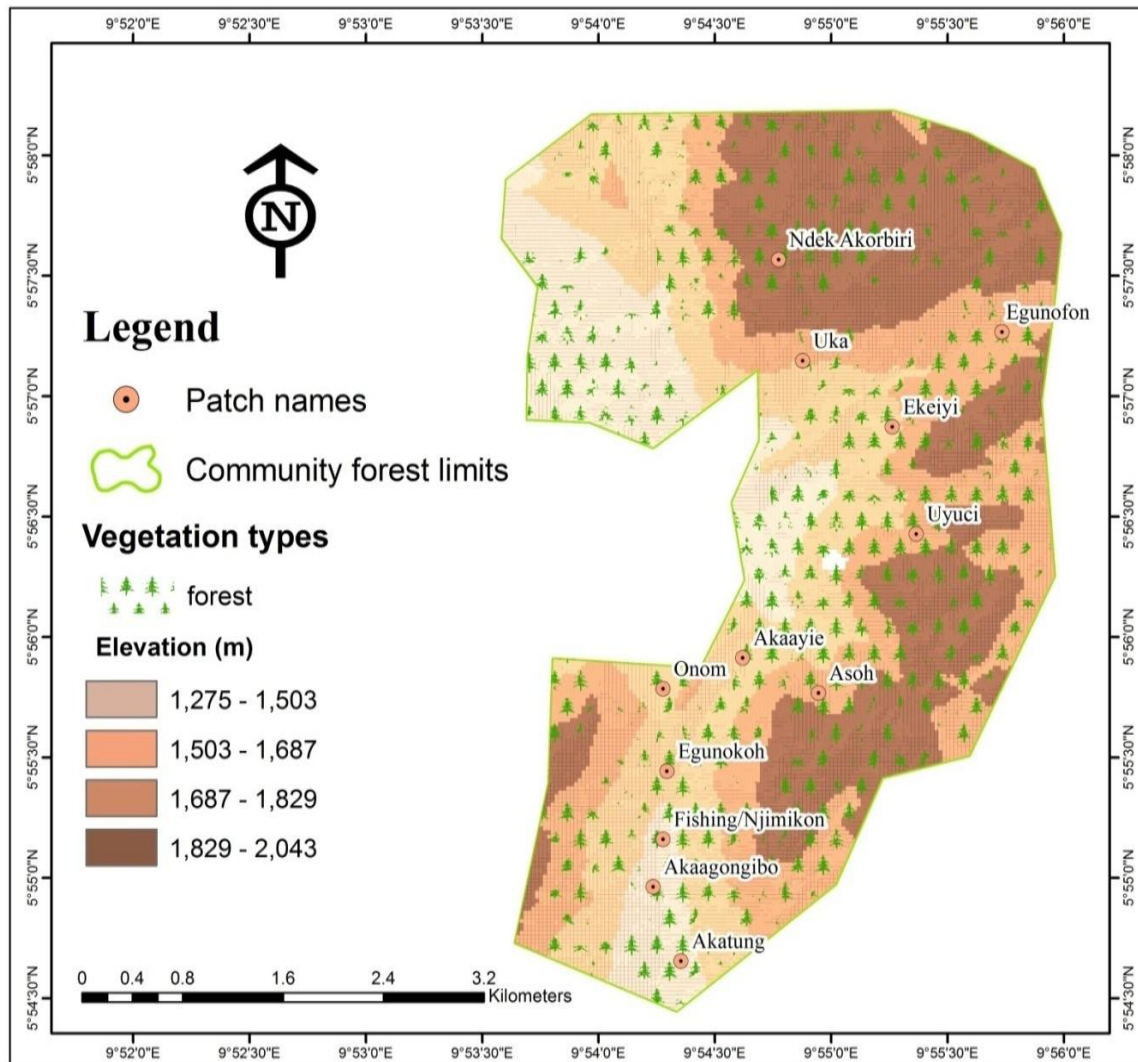 9°52'0"E 9°52'30"E 9°53'0"E 9°53'30"E 9°54'0"E 9°54'30"E 9°55'0"E 9°55'30"E 9°56'0"E
5°58'0"N
5°58'0"N
N
Ndek Akorbiri
5°57'30"N
5°57'30"N
Legend
Egunofon
Uka
Patch names
5°57'0"N
5°57'0"N
Ekeiyi
Community forest limits
5°56'30"N
5°56'30"N
Uyuci
Vegetation types
forest
5°56'0"N
5°56'0"N
Elevation (m)
Akaayie
Onom
Asoh
1,275 - 1,503
1,503 - 1,687
5°55'30"N
5°55'30"N
Egunokoh
1,687 - 1,829
Fishing/Njimikon
1,829 - 2,043
5°55'0"N
5°55'0"N
Akaagongibo
Akatung
0 0.4 0.8 1.6 2.4 3.2
Kilometers
5°54'30"N
5°54'30"N
9°52'0"E 9°52'30"E 9°53'0"E 9°53'30"E 9°54'0"E 9°54'30"E 9°55'0"E 9°55'30"E 9°56'0"E